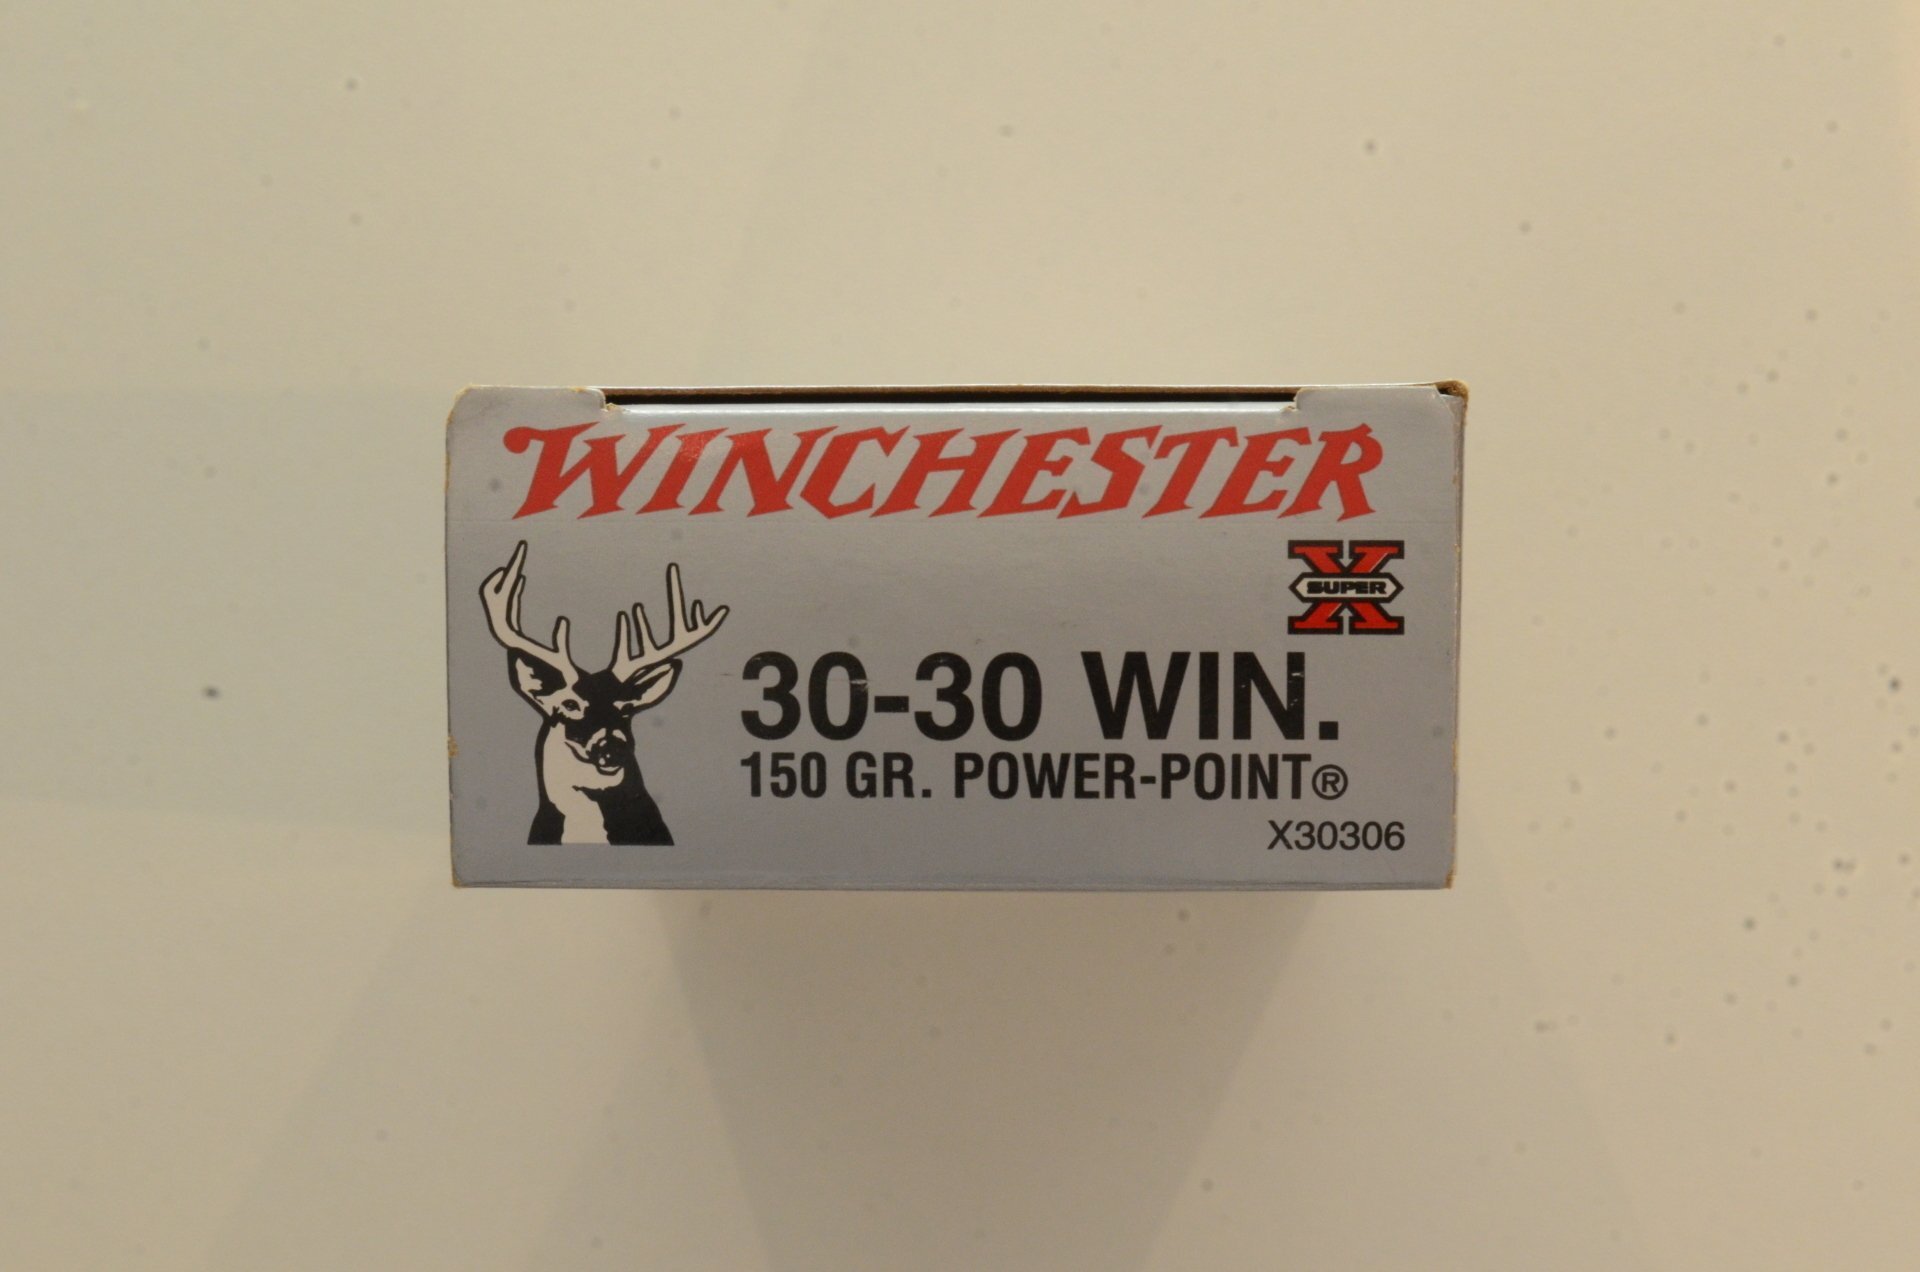 WINCHESTER
X
SUPER
30-30 WIN.
150 GR. POWER-POINT®
X30306